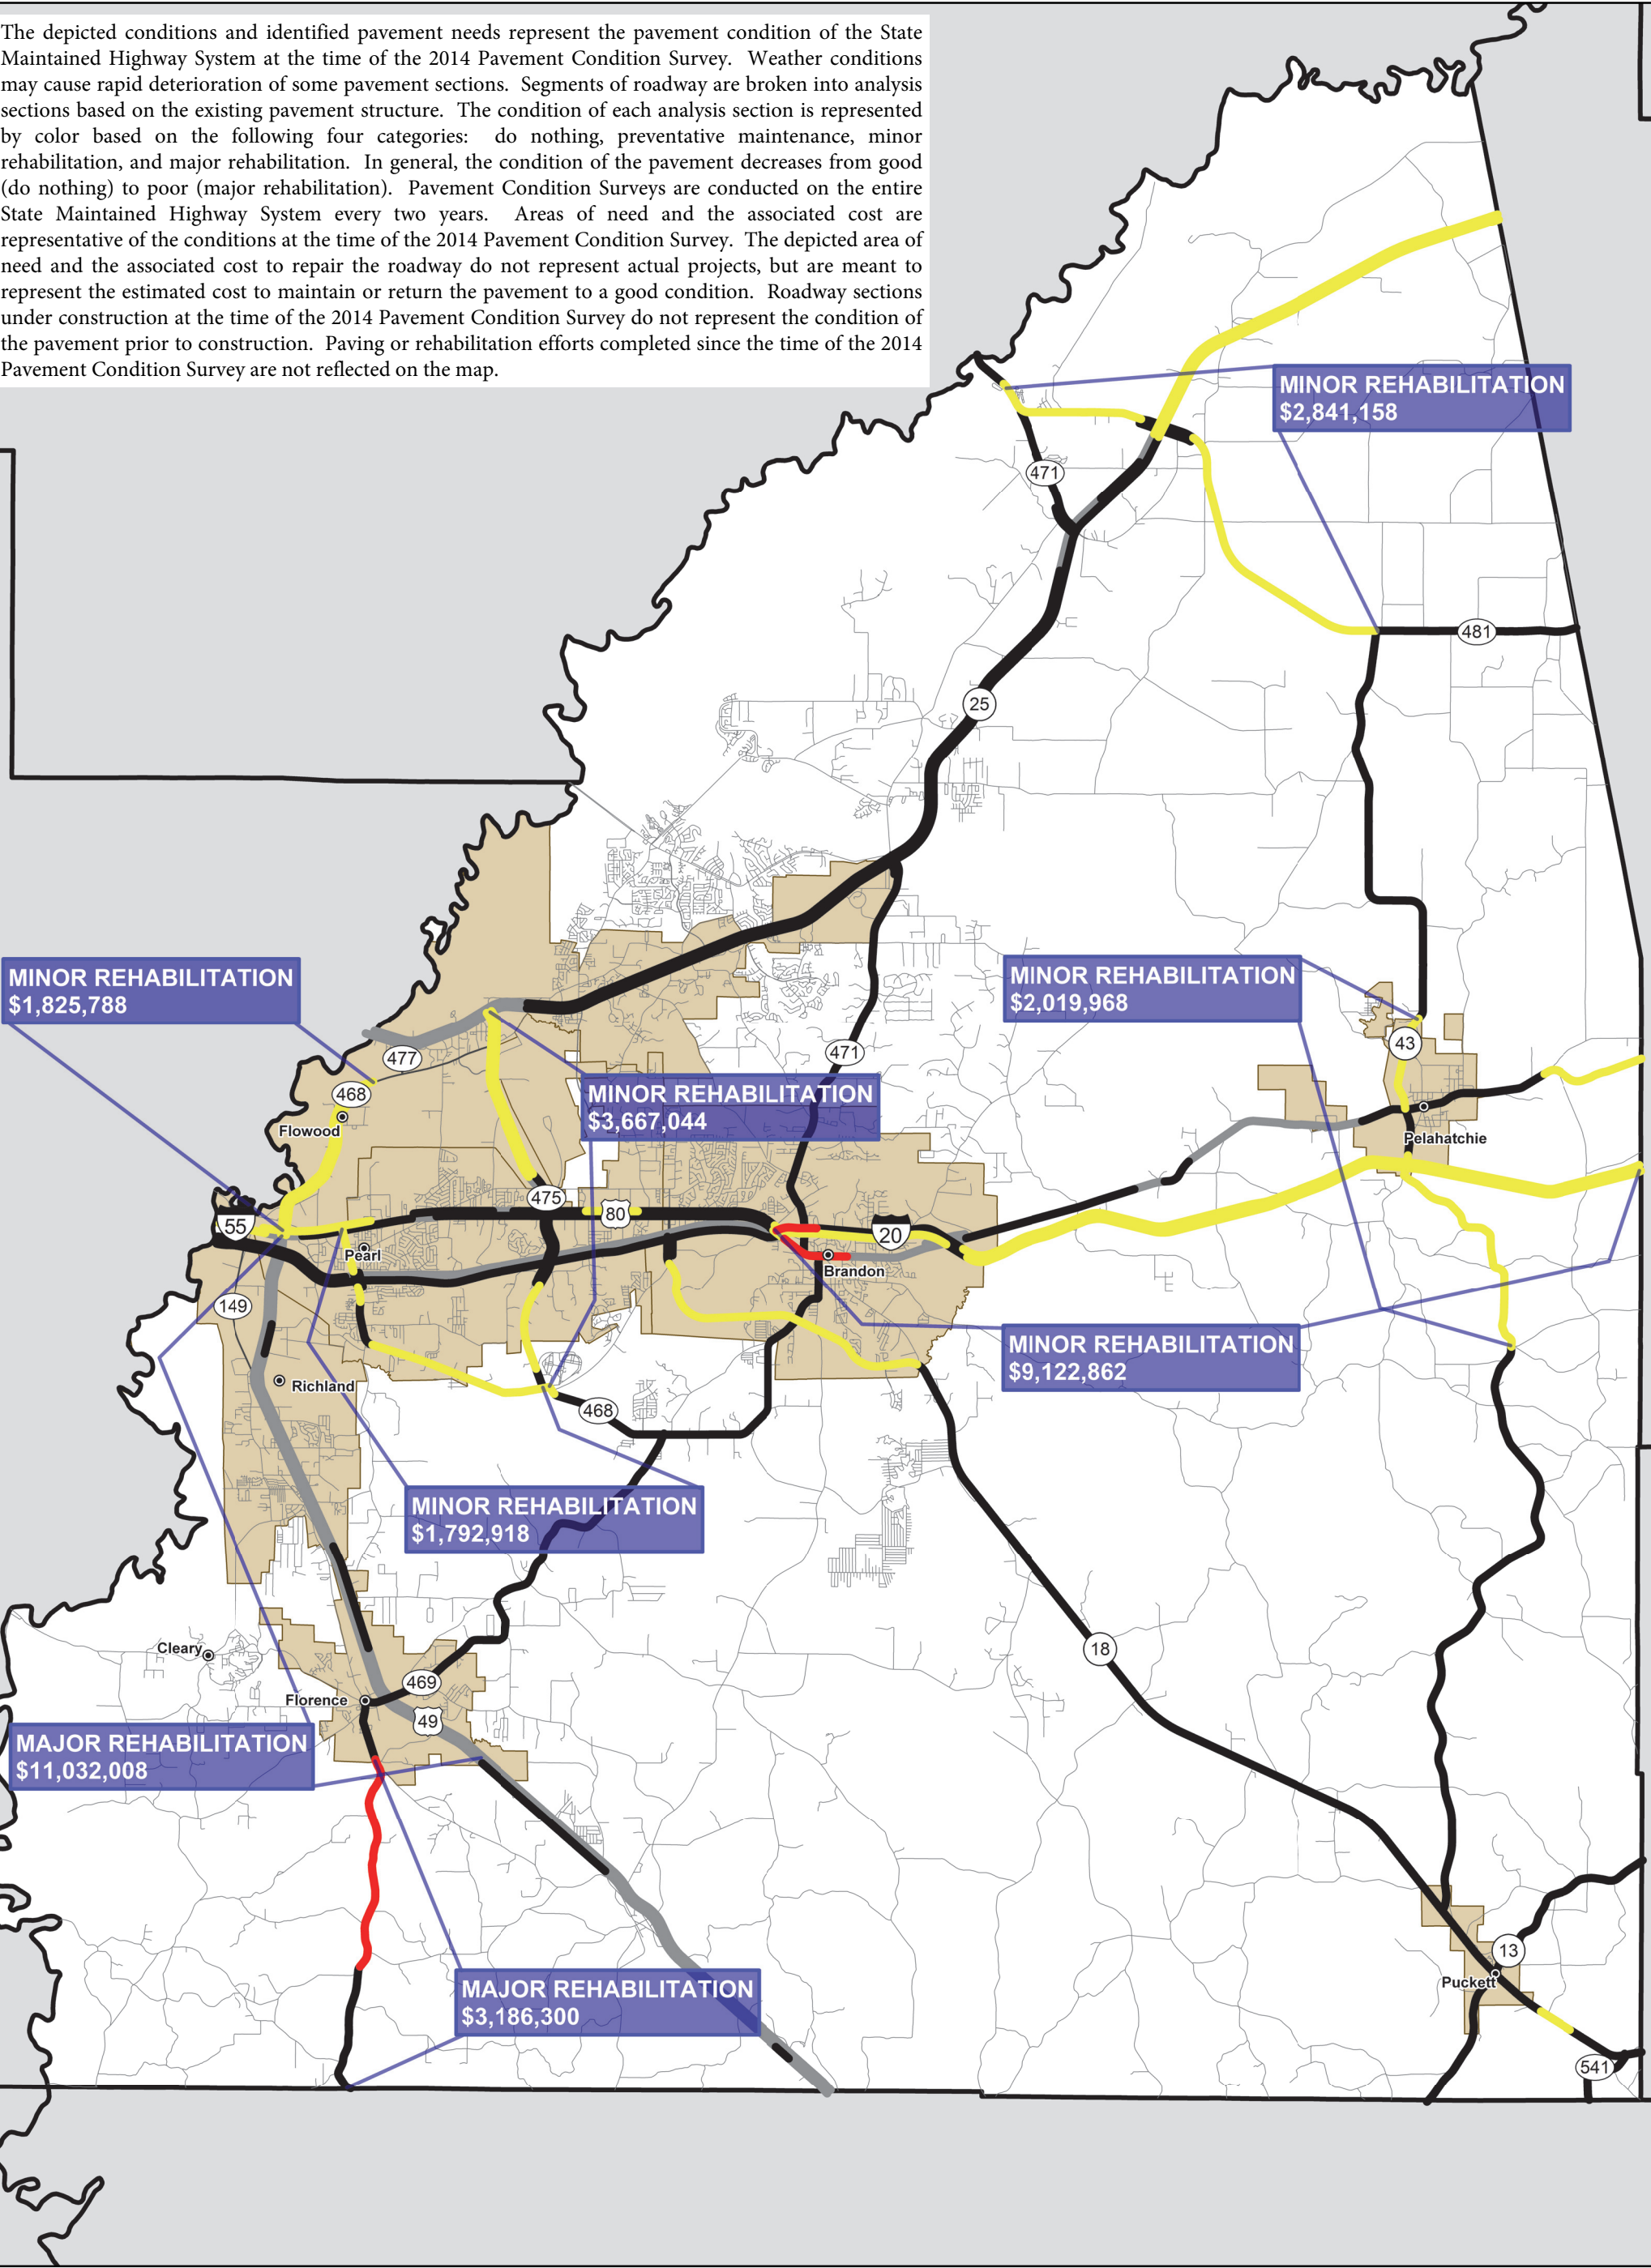 The depicted conditions and identified pavement needs represent the pavement condition of the State
Maintained Highway System at the time of the 2014 Pavement Condition Survey. Weather conditions
may cause rapid deterioration of some pavement sections. Segments of roadway are broken into analysis
sections based on the existing pavement structure. The condition of each analysis section is represented
by color based on the following four categories: do nothing, preventative maintenance, minor
rehabilitation, and major rehabilitation. In general, the condition of the pavement decreases from good
(do nothing) to poor (major rehabilitation). Pavement Condition Surveys are conducted on the entire
State Maintained Highway System every two years. Areas of need and the associated cost are
representative of the conditions at the time of the 2014 Pavement Condition Survey. The depicted area of
need and the associated cost to repair the roadway do not represent actual projects, but are meant to
represent the estimated cost to maintain or return the pavement to a good condition. Roadway sections
under construction at the time of the 2014 Pavement Condition Survey do not represent the condition of
the pavement prior to construction. Paving or rehabilitation efforts completed since the time of the 2014
Pavement Condition Survey are not reflected on the map.
MINOR REHABILITATION
$2,841,158
471
481
25
MINOR REHABILITATION
$1,825,788
MINOR REHABILITATION
$2,019,968
43
477
471
468
Flowood
MINOR REHABILITATION
$3,667,044
Pelahatchie
475
80
55
20
Pearl
Brandon
149
MINOR REHABILITATION
$9,122,862
Richland
468
MINOR REHABILITATION
$1,792,918
Cleary
18
469
Florence
49
MAJOR REHABILITATION
$11,032,008
13
Puckett
MAJOR REHABILITATION
$3,186,300
541